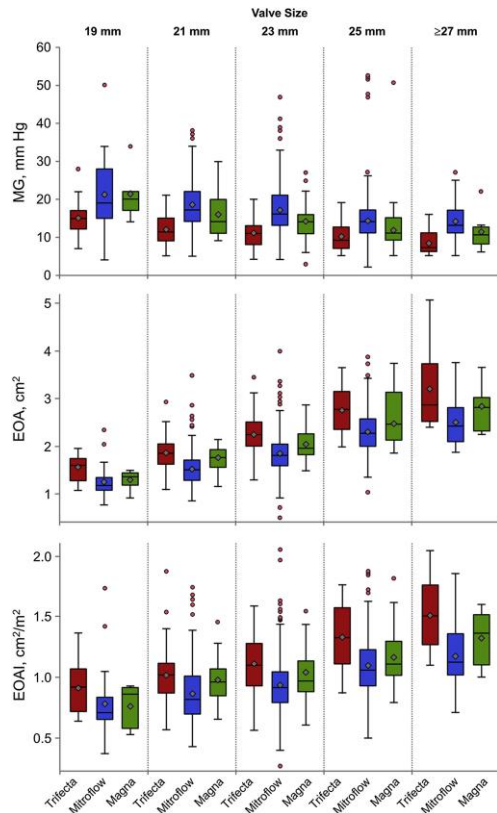 Valve Size
19 mm 21 mm 23 mm 25 mm ≥27 mm
MG, mm Hg
60
50
40
30
20
10
0
EOA, cm²
5
4
3
2
1
EOAI, cm²/m²
2.0
1.5
1.0
0.5
Trifecta Mitroflow Magna Trifecta Mitroflow Magna Trifecta Mitroflow Magna Trifecta Mitroflow Magna Trifecta Mitroflow Magna